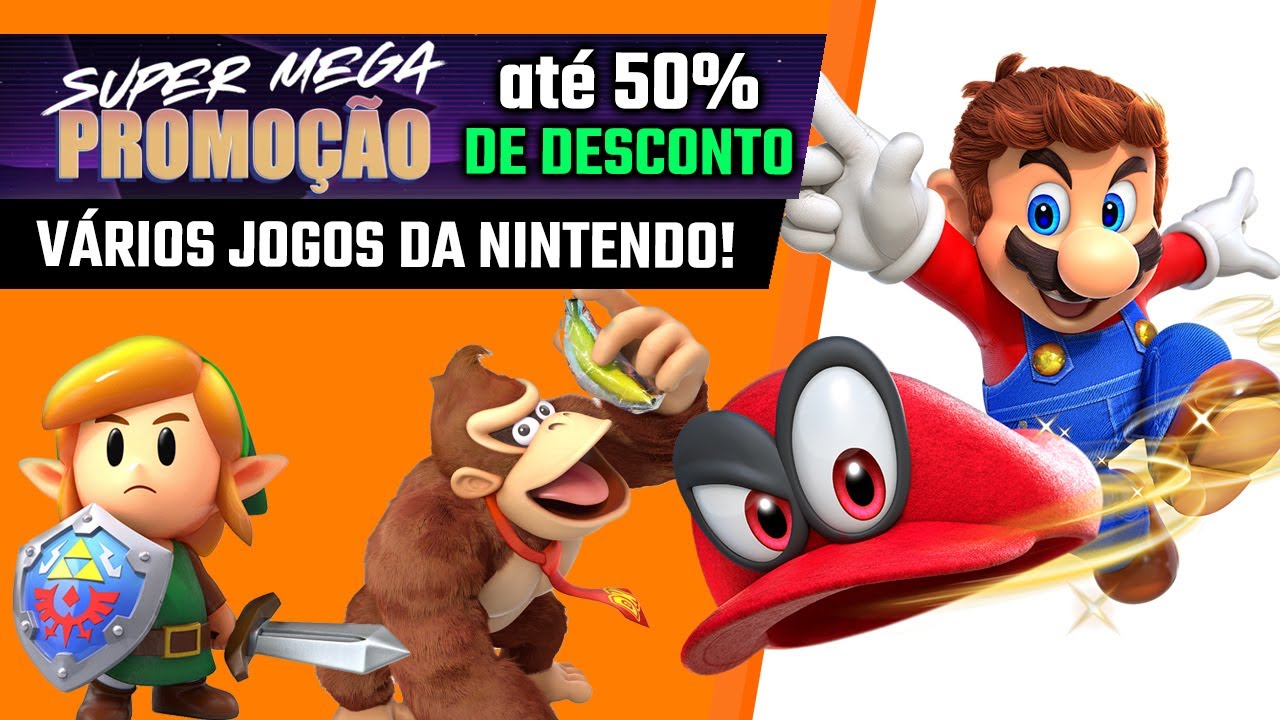 SUPER MEGA
PROMOÇÃO
até 50%
DE DESCONTO
VÁRIOS JOGOS DA NINTENDO!